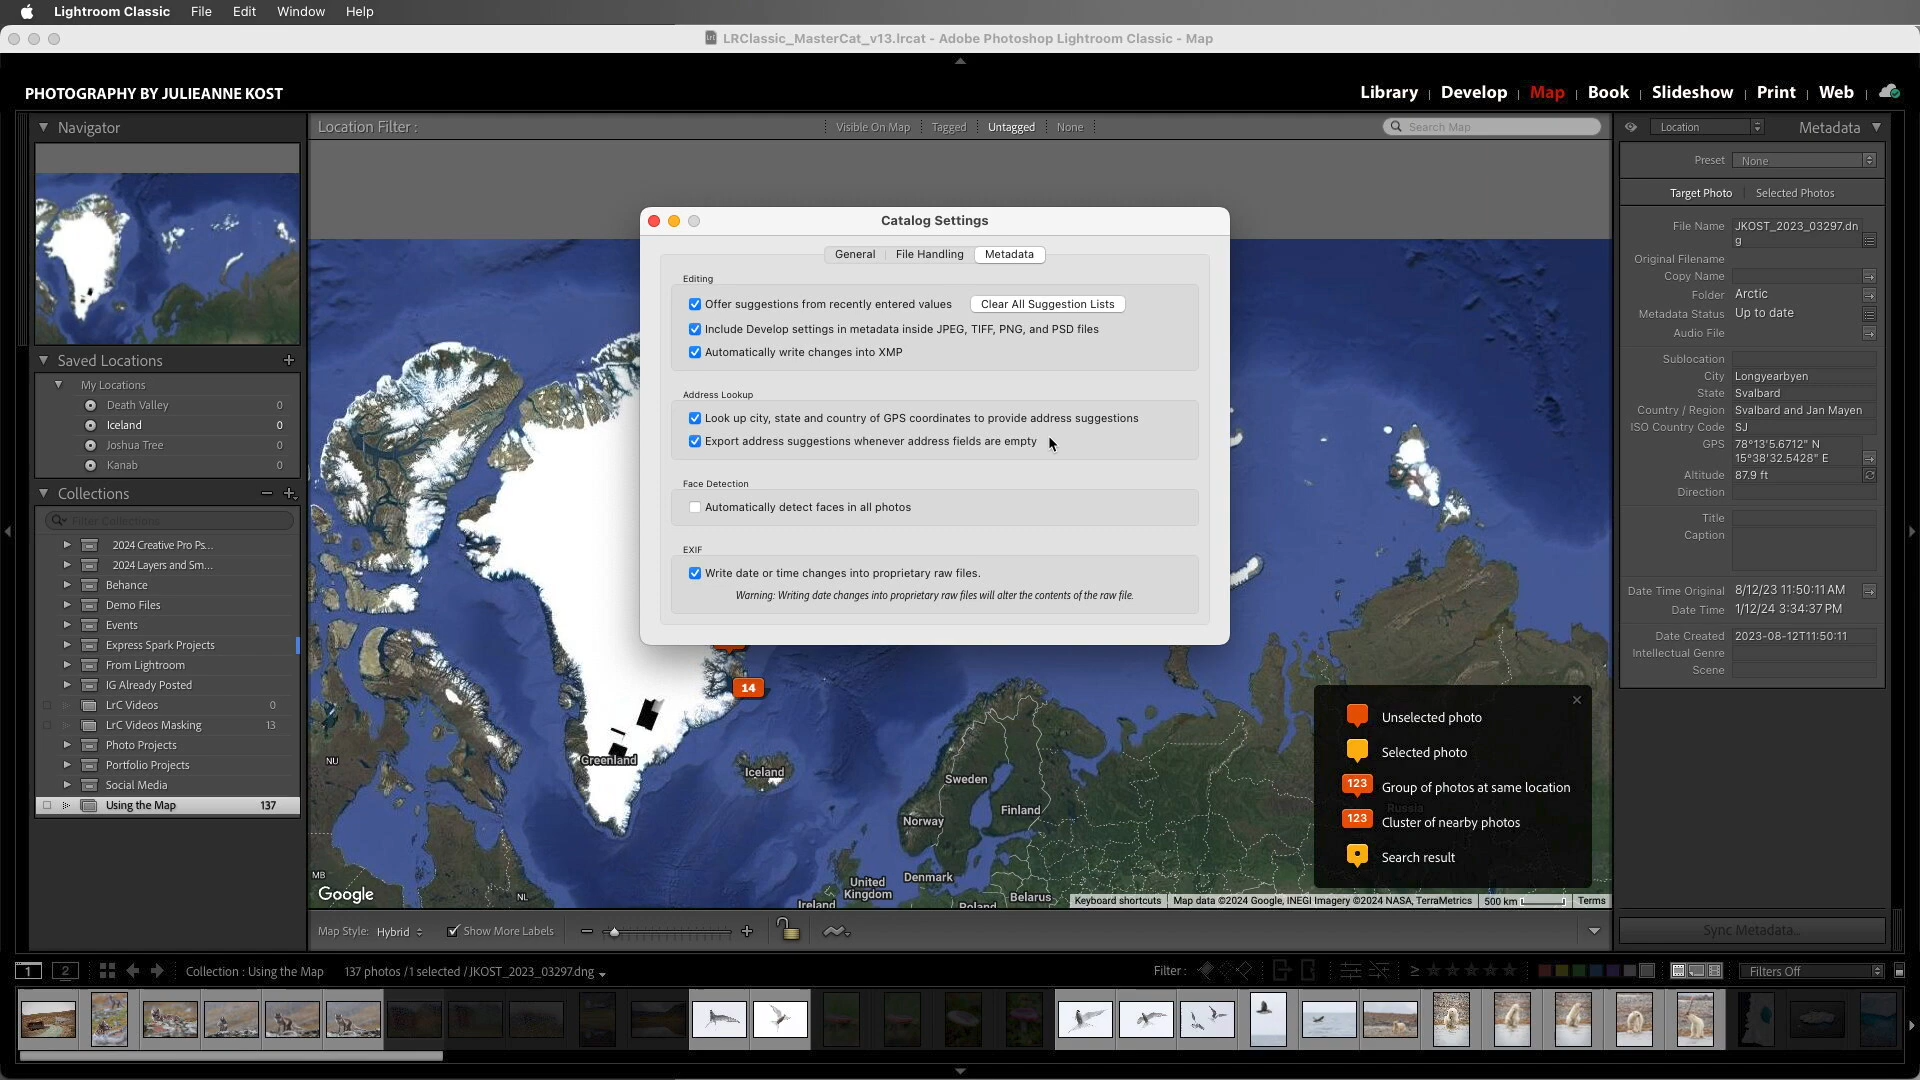 Lightroom Classic File Edit Window Help
LRClassic_MasterCat_v13.lrcat - Adobe Photoshop Lightroom Classic - Map
PHOTOGRAPHY BY JULIEANNE KOST
Library | Develop | Map | Book | Slideshow | Print | Web
Navigator
Location Filter : Visible On Map Tagged Untagged None
Search Map
Location Metadata
Preset None
Target Photo Selected Photos
File Name JKOST_2023_03297.dn
g
Original Filename
Copy Name
Folder Arctic
Metadata Status Up to date
Audio File
Sublocation
City Longyearbyen
State Svalbard
Country / Region Svalbard and Jan Mayen
ISO Country Code SJ
GPS 78°13'5.6712" N
15°38'32.5428" E
Altitude 87.9 ft
Direction
Title
Caption
Date Time Original 8/12/23 11:50:11 AM
Date Time 1/12/24 3:34:37 PM
Date Created 2023-08-12T11:50:11
Intellectual Genre
Scene
Sync Metadata...
Saved Locations
My Locations
Death Valley 0
Iceland 0
Joshua Tree 0
Kanab 0
Collections
Filter Collections
2024 Creative Pro Ps...
2024 Layers and Sm...
Behance
Demo Files
Events
Express Spark Projects
From Lightroom
IG Already Posted
LrC Videos 0
LrC Videos Masking 13
Photo Projects
Portfolio Projects
Social Media
Using the Map 137
Catalog Settings
General File Handling Metadata
Editing
Offer suggestions from recently entered values Clear All Suggestion Lists
Include Develop settings in metadata inside JPEG, TIFF, PNG, and PSD files
Automatically write changes into XMP
Address Lookup
Look up city, state and country of GPS coordinates to provide address suggestions
Export address suggestions whenever address fields are empty
Face Detection
Automatically detect faces in all photos
EXIF
Write date or time changes into proprietary raw files.
Warning: Writing date changes into proprietary raw files will alter the contents of the raw file.
14
NU
Greenland
Iceland
Sweden
Finland
Norway
Denmark
United
Kingdom
Ireland
Belarus
Poland
MB
NL
Russia
Unselected photo
Selected photo
123 Group of photos at same location
123 Cluster of nearby photos
Search result
Google
Keyboard shortcuts Map data ©2024 Google, INEGI Imagery ©2024 NASA, TerraMetrics 500 km Terms
Map Style: Hybrid Show More Labels
1 2 Collection : Using the Map 137 photos / 1 selected / JKOST_2023_03297.dng
Filter : Filters Off